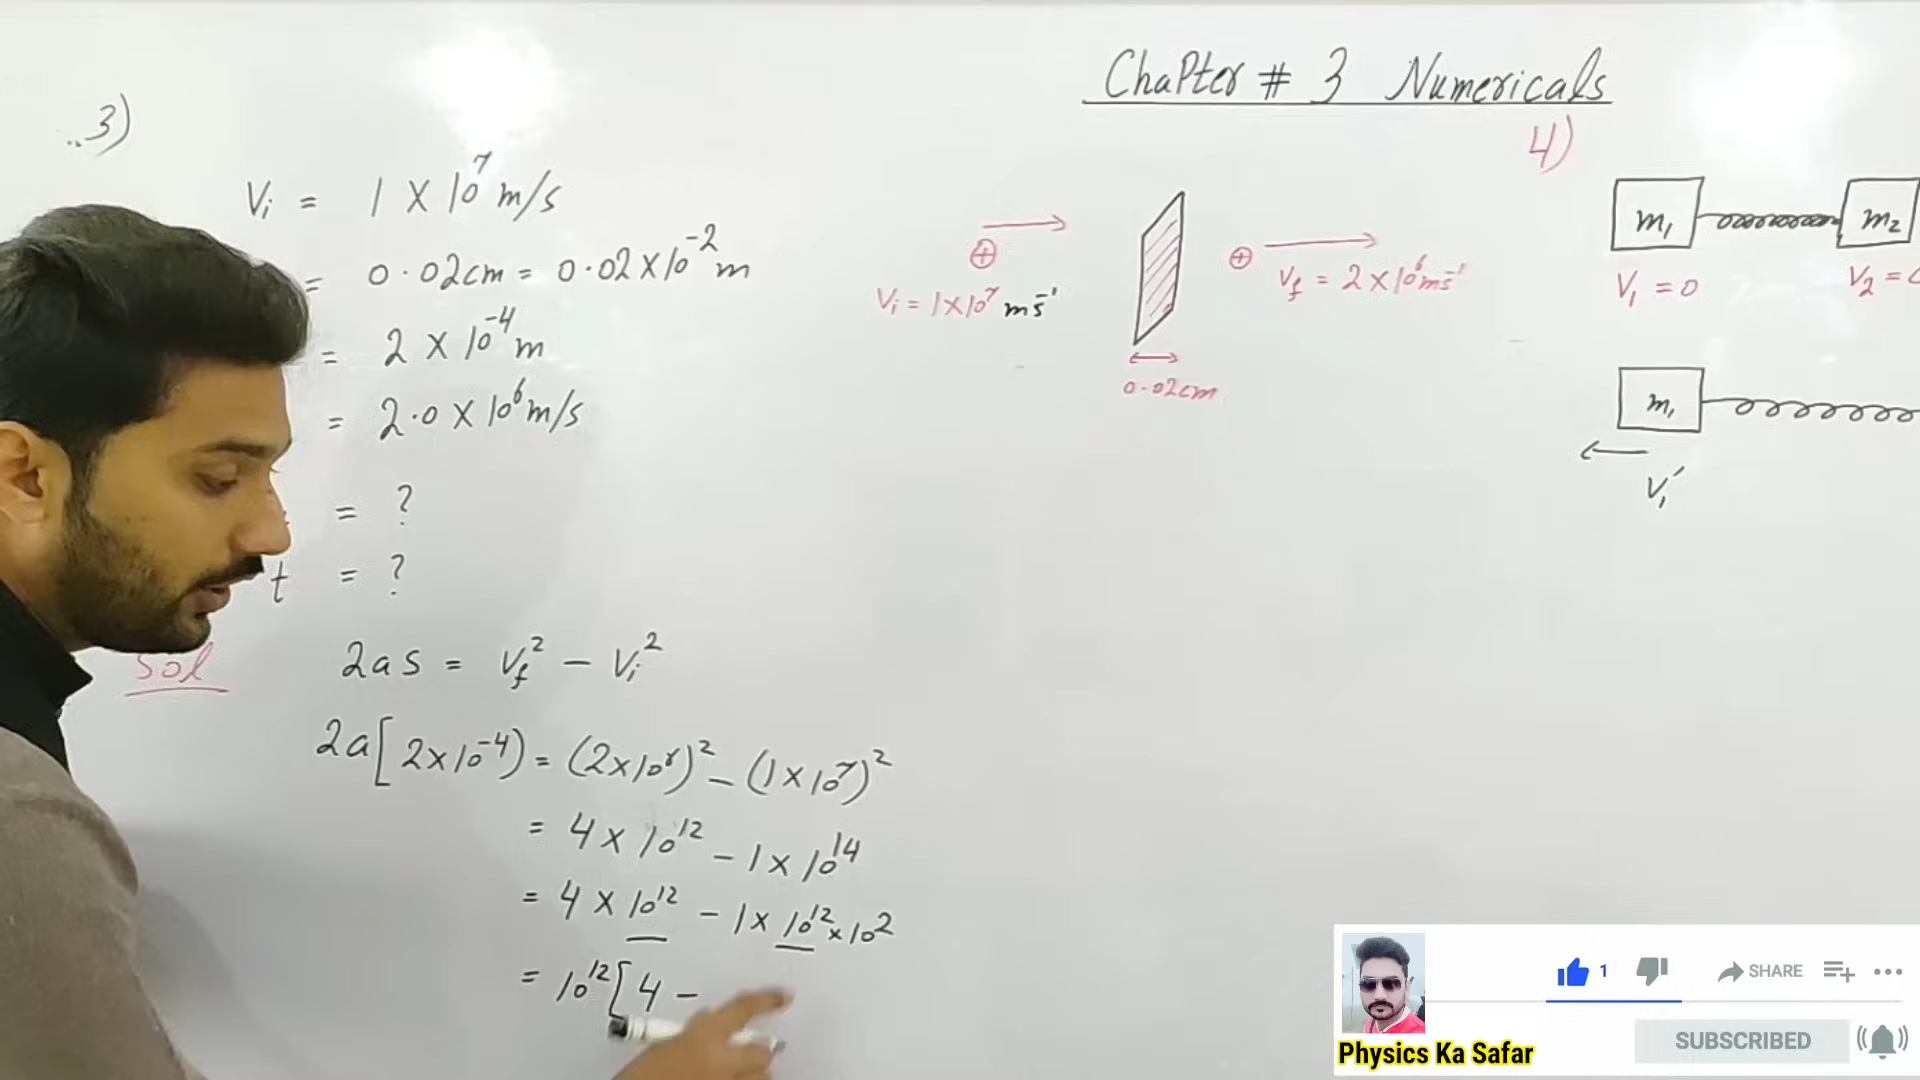 Chapter # 3 Numericals
3)
Vi = 1 X 10^7 m/s
= 0.02cm = 0.02 X 10^-2 m
= 2 X 10^-4 m
= 2.0 X 10^6 m/s
= ?
t = ?
Sol
2as = Vf^2 - Vi^2
2a[2x10^-4) = (2x10^6)^2 - (1x10^7)^2
= 4 x 10^12 - 1 x 10^14
= 4 x 10^12 - 1x 10^12 x 10^2
= 10^12 [4 -
+
Vi = 1x10^7 ms^-1
0.02cm
+
Vf = 2 X 10^6 ms^-1
4)
m1
m2
V1 = 0
V2 =
m1
V1′
1
SHARE
Physics Ka Safar
SUBSCRIBED